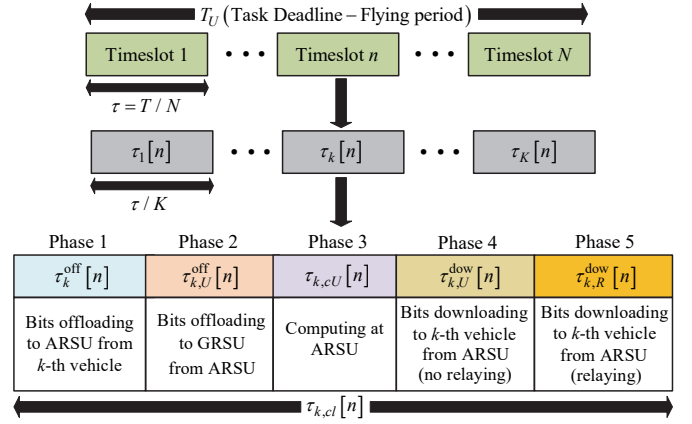 T_U (Task Deadline – Flying period)
Timeslot 1 • • • Timeslot n • • • Timeslot N
τ = T / N
τ_1[n] • • • τ_k[n] • • • τ_K[n]
τ / K
Phase 1 Phase 2 Phase 3 Phase 4 Phase 5
τ_k^off[n] τ_{k,U}^off[n] τ_{k,cU}[n] τ_{k,U}^dow[n] τ_{k,R}^dow[n]
Bits offloading
to ARSU from
k-th vehicle
Bits offloading
to GRSU
from ARSU
Computing at
ARSU
Bits downloading
to k-th vehicle
from ARSU
(no relaying)
Bits downloading
to k-th vehicle
from ARSU
(relaying)
τ_{k,cl}[n]